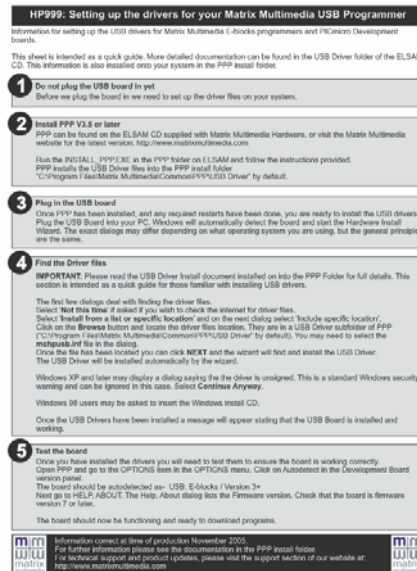 HP999: Setting up the drivers for your Matrix Multimedia USB Programmer
Information for setting up the USB drivers for Matrix Multimedia E-blocks programmers and PICmicro Development
boards.
This sheet is intended as a quick guide. More detailed documentation can be found in the USB Driver folder of the ELSAM
CD. This information is also installed onto your system in the PPP install folder.
1 Do not plug the USB board in yet
Before we plug the board in we need to set up the driver files on your system.
2 Install PPP V3.5 or later
PPP can be found on the ELSAM CD supplied with Matrix Multimedia Hardware, or visit the Matrix Multimedia
website for the latest version: http://www.matrixmultimedia.com
Run the INSTALL_PPP.EXE in the PPP folder on ELSAM and follow the instructions provided.
PPP installs the USB Driver files into the PPP install folder
"C:\Program Files\Matrix Multimedia\Common\PPP\USB Driver" by default.
3 Plug in the USB board
Once PPP has been installed, and any required restarts have been done, you are ready to install the USB drivers
Plug the USB Board into your PC. Windows will automatically detect the board and start the Hardware Install
Wizard. The exact dialogs may differ depending on what operating system you are using, but the general principle
are the same.
4 Find the Driver files
IMPORTANT: Please read the USB Driver Install document installed on into the PPP Folder for full details. This
section is intended as a quick guide for those familiar with installing USB drivers.
The first few dialogs deal with finding the driver files.
Select 'Not this time' if asked if you wish to check the internet for driver files.
Select 'Install from a list or specific location' and on the next dialog select 'Include specific location'.
Click on the Browse button and locate the driver files location. They are in a USB Driver subfolder of PPP
("C:\Program Files\Matrix Multimedia\Common\PPP\USB Driver" by default). You may need to select the
mchpusb.inf file in the dialog.
Once the file has been located you can click NEXT and the wizard will find and install the USB Driver.
The USB Driver will be installed automatically by the wizard.
Windows XP and later may display a dialog saying the the driver is unsigned. This is a standard Windows security
warning and can be ignored in this case. Select Continue Anyway.
Windows 98 users may be asked to insert the Windows install CD.
Once the USB Drivers have been installed a message will appear stating that the USB Board is installed and
working.
5 Test the board
Once you have installed the drivers you will need to test them to ensure the board is working correctly.
Open PPP and go to the OPTIONS item in the OPTIONS menu. Click on Autodetect in the Development Board
version panel.
The board should be autodetected as- USB: E-blocks / Version 3+
Next go to HELP, ABOUT. The Help, About dialog lists the Firmware version. Check that the board is firmware
version 7 or later.
The board should now be functioning and ready to download programs.
Information correct at time of production November 2005.
For further information please see the documentation in the PPP install folder.
For technical support and product updates, please visit the support section of our website at:
http://www.matrixmultimedia.com
matrix